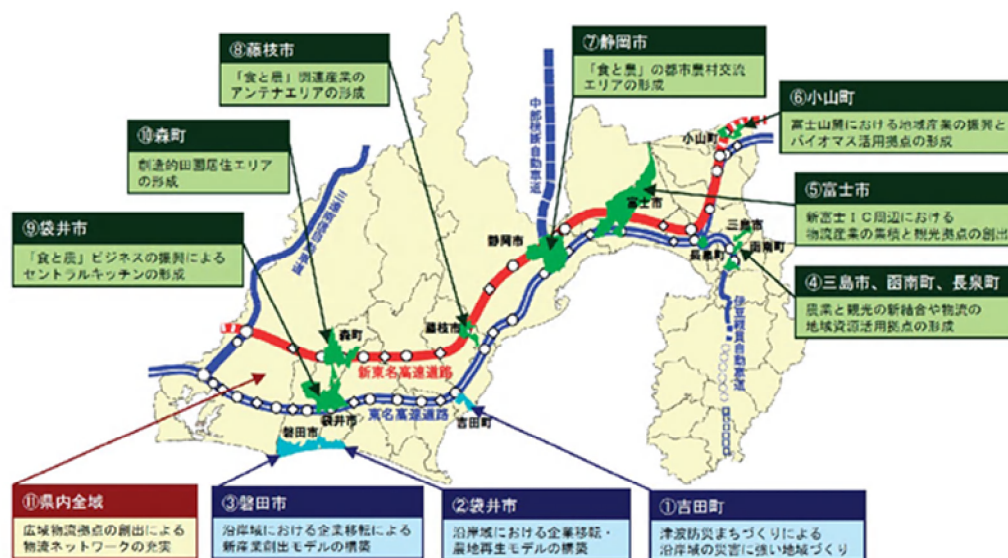 ⑧藤枝市
「食と農」関連産業の
アンテナエリアの形成
⑦静岡市
「食と農」の都市農村交流
エリアの形成
⑥小山町
富士山麓における地域産業の振興と
バイオマス活用拠点の形成
⑩森町
創造的田園居住エリア
の形成
⑤富士市
新富士IC周辺における
物流産業の集積と観光拠点の創出
⑨袋井市
「食と農」ビジネスの振興による
セントラルキッチンの形成
④三島市、函南町、長泉町
農業と観光の新結合や物流の
地域資源活用拠点の形成
中部横断自動車道
三遠南信自動車道
伊豆縦貫自動車道
小山町
富士市
三島市
函南町
長泉町
静岡市
藤枝市
森町
新東名高速道路
東名高速道路
袋井市
磐田市
吉田町
⑪県内全域
広域物流拠点の創出による
物流ネットワークの充実
③磐田市
沿岸域における企業移転による
新産業創出モデルの構築
②袋井市
沿岸域における企業移転・
農地再生モデルの構築
①吉田町
津波防災まちづくりによる
沿岸域の災害に強い地域づくり